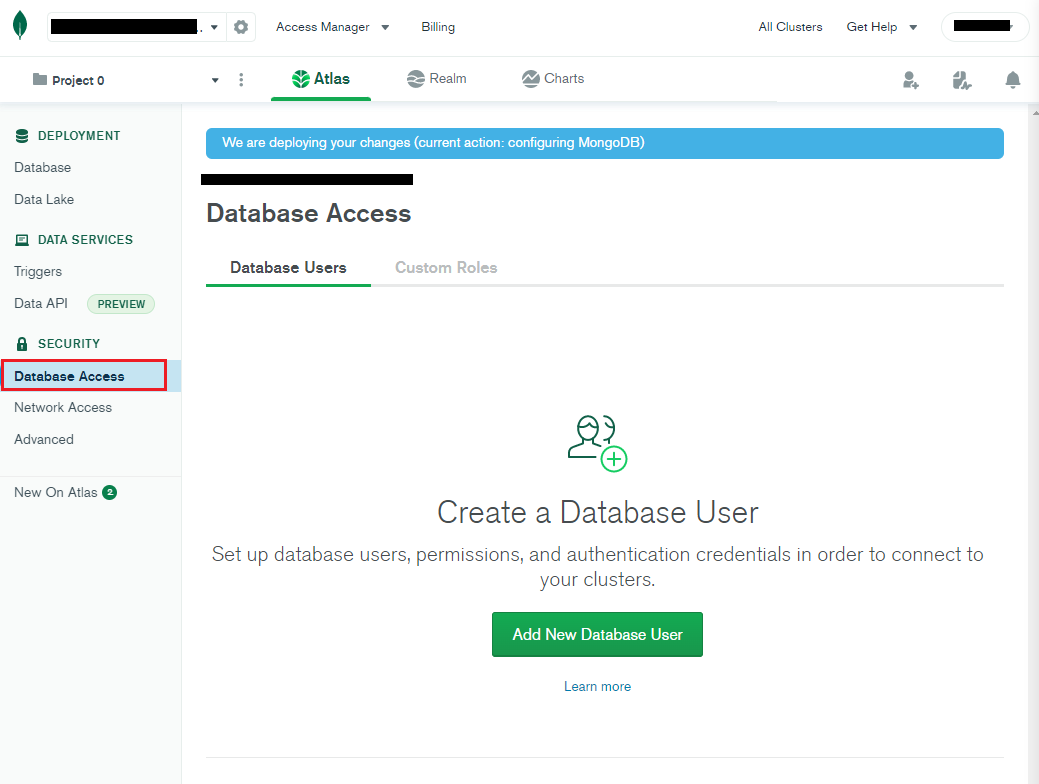 Access Manager
Billing
All Clusters
Get Help
Project 0
Atlas
Realm
Charts
DEPLOYMENT
Database
Data Lake
DATA SERVICES
Triggers
Data API PREVIEW
SECURITY
Database Access
Network Access
Advanced
New On Atlas 2
We are deploying your changes (current action: configuring MongoDB)
Database Access
Database Users
Custom Roles
Create a Database User
Set up database users, permissions, and authentication credentials in order to connect to
your clusters.
Add New Database User
Learn more